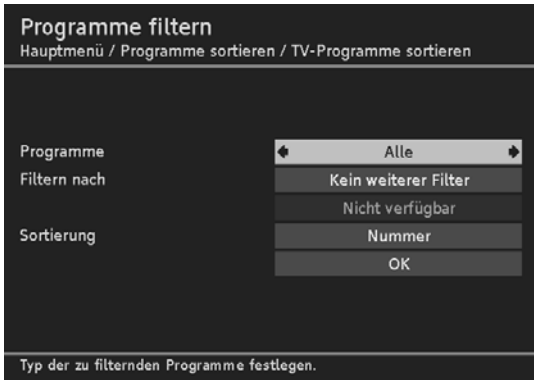 Programme filtern
Hauptmenü / Programme sortieren / TV-Programme sortieren
Programme Alle
Filtern nach Kein weiterer Filter
Nicht verfügbar
Sortierung Nummer
OK
Typ der zu filternden Programme festlegen.